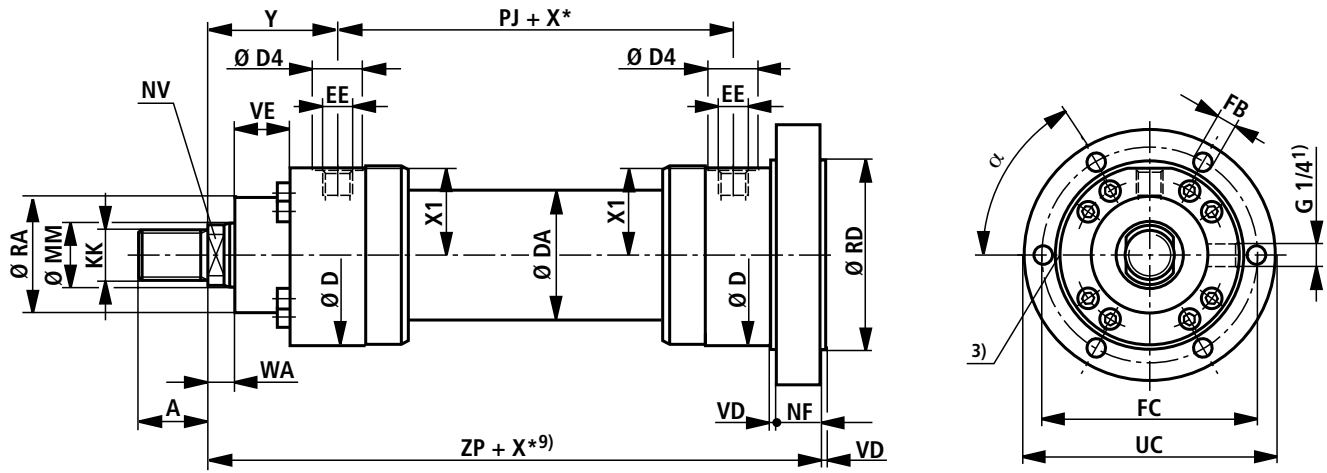 Y
PJ + X*
Ø D4
Ø D4
NV
VE
EE
EE
FB
α
G 1/4¹⁾
Ø RA
Ø MM
KK
X1
X1
Ø D
Ø DA
Ø D
Ø RD
3)
WA
A
VD
NF
FC
ZP + X*⁹⁾
VD
UC